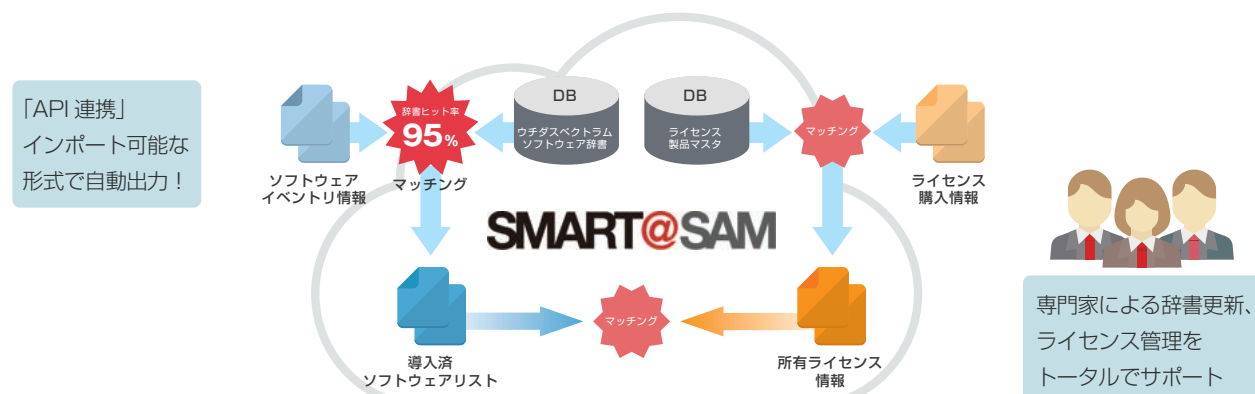 「API 連携」
インポート可能な
形式で自動出力！
ソフトウェア
イベントリ情報
辞書ヒット率
95%
マッチング
DB
ウチダスペクトラム
ソフトウェア辞書
DB
ライセンス
製品マスタ
マッチング
ライセンス
購入情報
SMART@SAM
導入済
ソフトウェアリスト
マッチング
所有ライセンス
情報
専門家による辞書更新、
ライセンス管理を
トータルでサポート